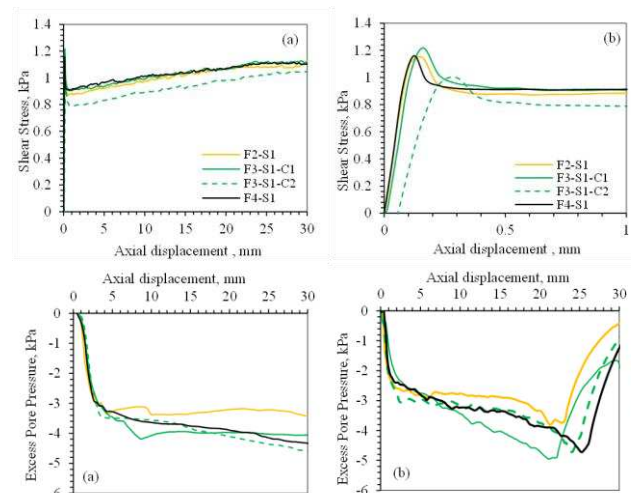 1.4
1.2
1
0.8
0.6
0.4
0.2
0
Shear Stress, kPa
(a)
F2-S1
F3-S1-C1
F3-S1-C2
F4-S1
0 5 10 15 20 25 30
Axial displacement , mm
1.4
1.2
1
0.8
0.6
0.4
0.2
0
Shear Stress, kPa
(b)
F2-S1
F3-S1-C1
F3-S1-C2
F4-S1
0 0.5 1
Axial displacement , mm
Axial displacement, mm
0 5 10 15 20 25 30
0
-1
-2
-3
-4
-5
-6
Excess Pore Pressure, kPa
(a)
Axial displacement, mm
0 5 10 15 20 25 30
0
-1
-2
-3
-4
-5
-6
Excess Pore Pressure, kPa
(b)